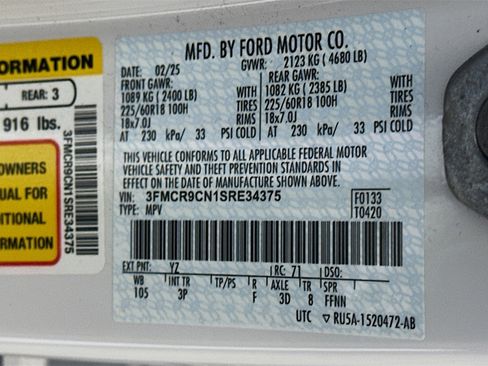 ORMATION
REAR: 3
916 lbs.
OWNERS
NUAL FOR
DITIONAL
RMATION
3FMCR9CN1SRE34375
MFD. BY FORD MOTOR CO.
DATE: 02/25 GVWR: 2123 KG ( 4680 LB)
FRONT GAWR: REAR GAWR:
1089 KG ( 2400 LB) WITH 1082 KG ( 2385 LB) WITH
225/60R18 100H TIRES 225/60R18 100H TIRES
18x7.0J RIMS 18x7.0J RIMS
AT 230 kPa/ 33 PSI COLD AT 230 kPa/ 33 PSI COLD
THIS VEHICLE CONFORMS TO ALL APPLICABLE FEDERAL MOTOR
VEHICLE SAFETY AND THEFT PREVENTION STANDARDS IN
EFFECT ON THE DATE OF MANUFACTURE SHOWN ABOVE.
VIN: 3FMCR9CN1SRE34375 F0133
TYPE: MPV T0420
EXT PNT: YZ RC: 71 DSO:
WB INT TR TP/PS R AXLE TR SPR
105 3P F 3D 8 FFNN
UTC ▽ RU5A-1520472-AB